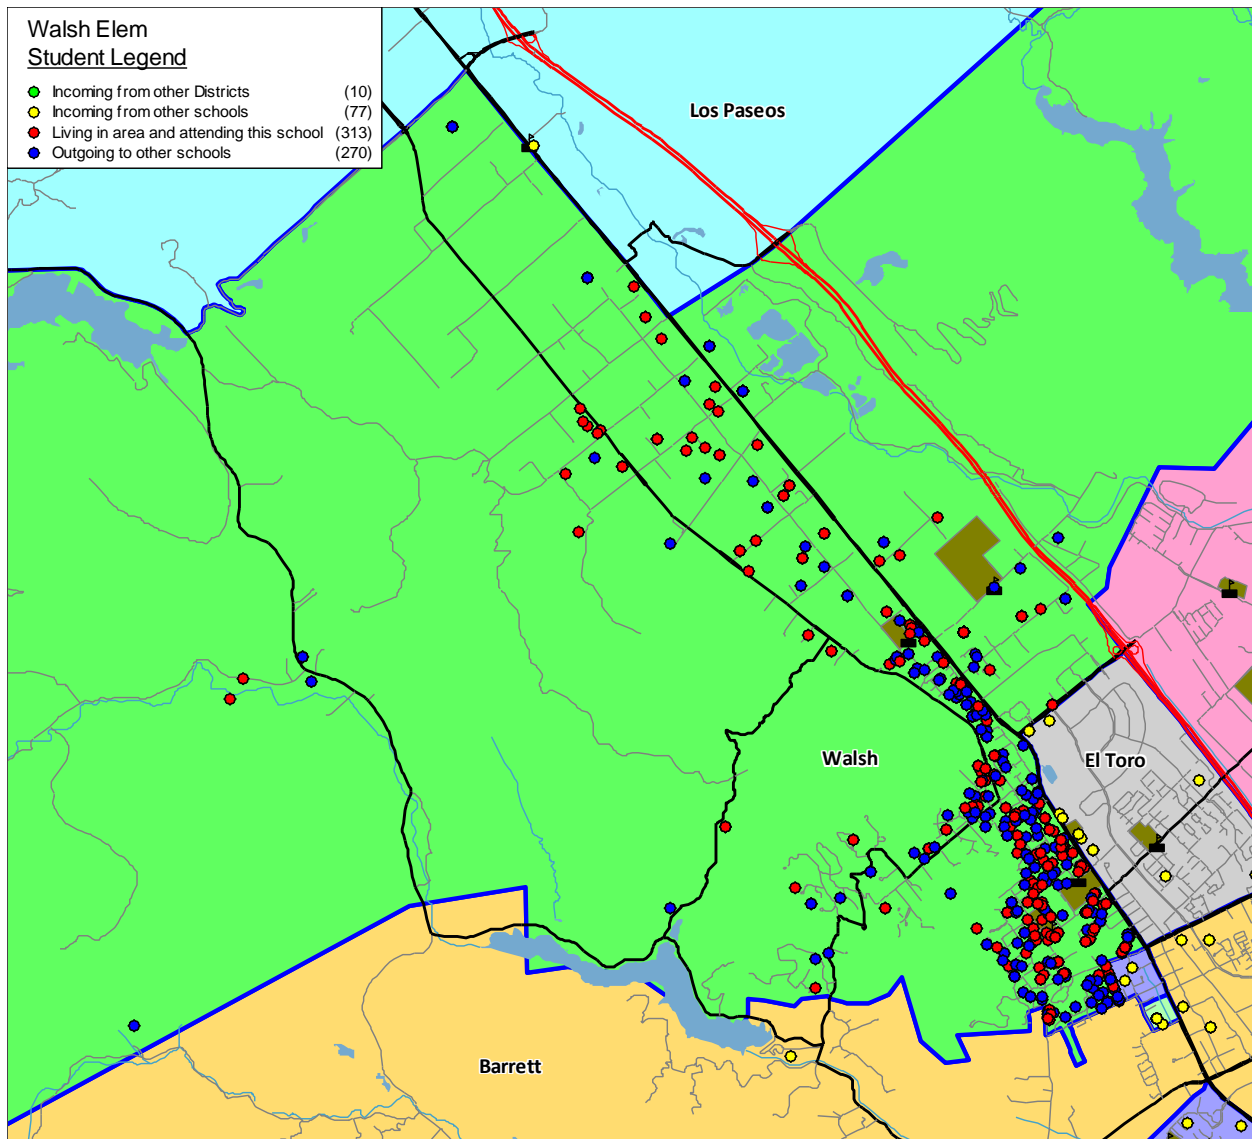 Walsh Elem
Student Legend
Incoming from other Districts (10)
Incoming from other schools (77)
Living in area and attending this school (313)
Outgoing to other schools (270)
Los Paseos
Walsh
El Toro
Barrett